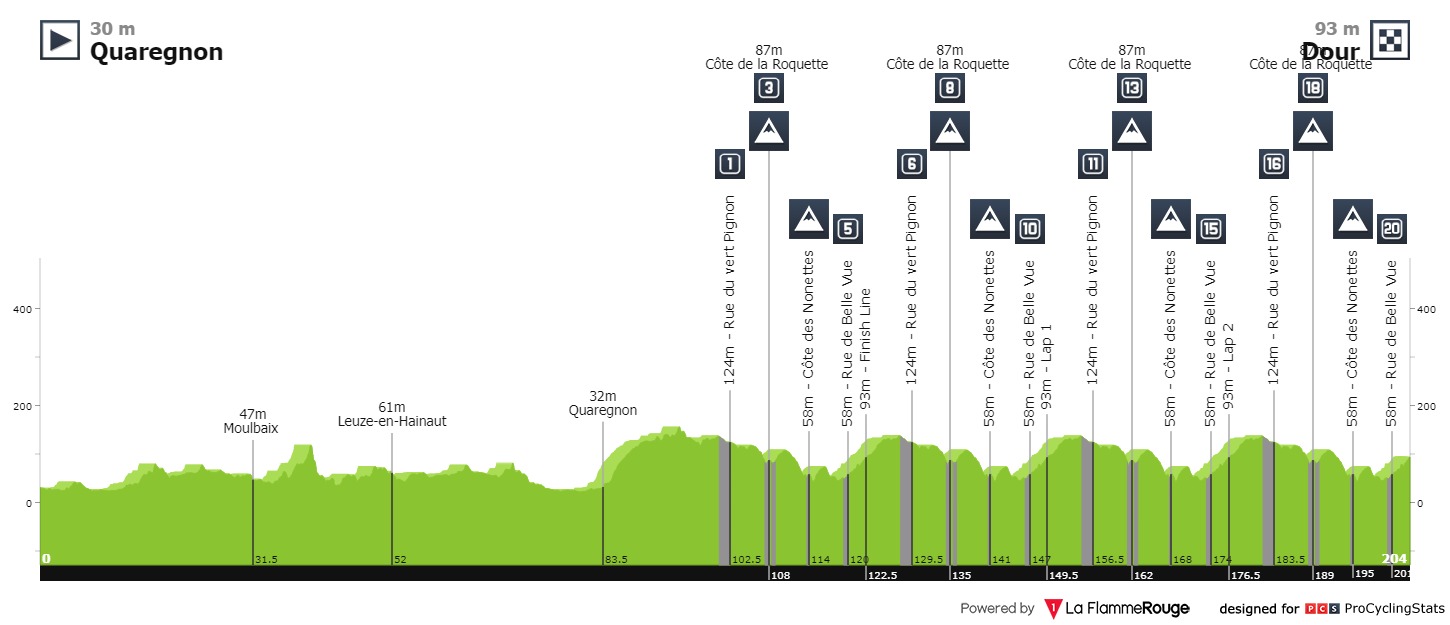 30 m
Quaregnon
93 m
Dour
87m
Côte de la Roquette
3
87m
Côte de la Roquette
8
87m
Côte de la Roquette
13
87m
Côte de la Roquette
18
1
6
11
16
5
10
15
20
124m - Rue du vert Pignon
58m - Côte des Nonettes
58m - Rue de Belle Vue
93m - Finish Line
124m - Rue du vert Pignon
58m - Côte des Nonettes
58m - Rue de Belle Vue
93m - Lap 1
124m - Rue du vert Pignon
58m - Côte des Nonettes
58m - Rue de Belle Vue
93m - Lap 2
124m - Rue du vert Pignon
58m - Côte des Nonettes
58m - Rue de Belle Vue
400
400
200
200
0
0
47m
Moulbaix
61m
Leuze-en-Hainaut
32m
Quaregnon
0 31.5 52 83.5 102.5 114 120 129.5 141 147 156.5 168 174 183.5 204
108 122.5 135 149.5 162 176.5 189 195 201
Powered by 1 La FlammeRouge designed for PCS ProCyclingStats